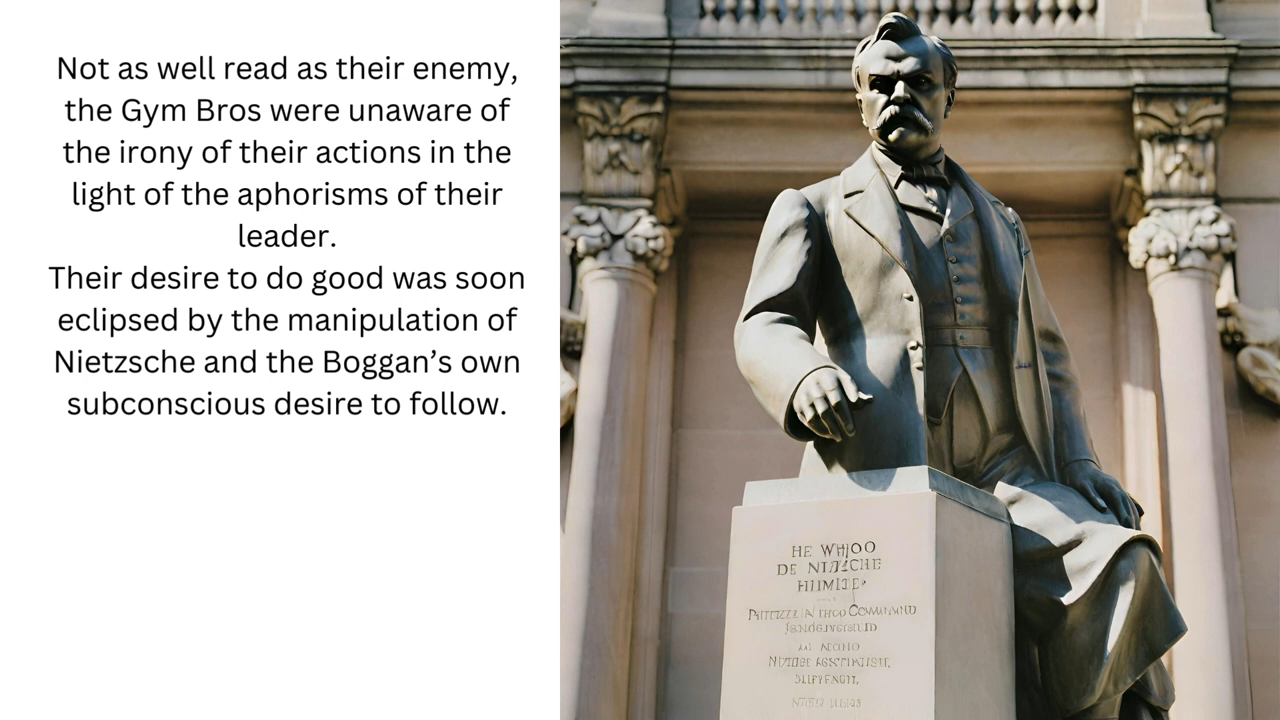 Not as well read as their enemy,
the Gym Bros were unaware of
the irony of their actions in the
light of the aphorisms of their
leader.
Their desire to do good was soon
eclipsed by the manipulation of
Nietzsche and the Boggan’s own
subconscious desire to follow.
HE
DE